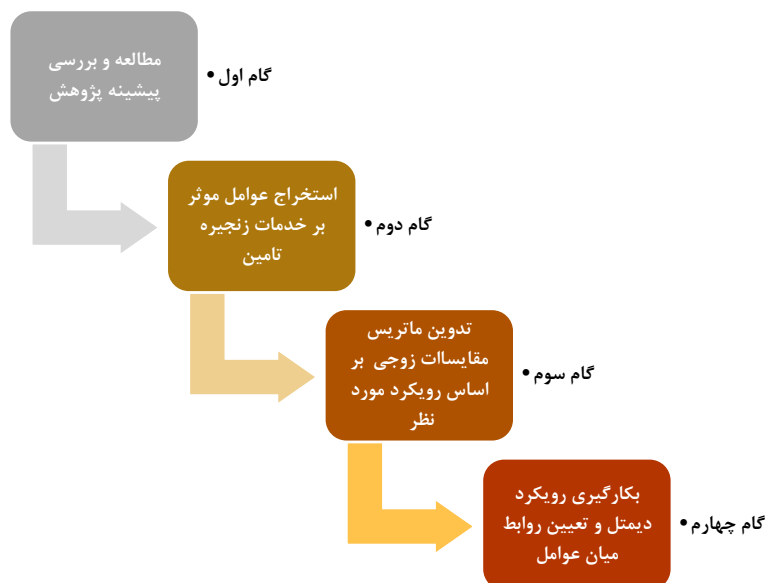 مطالعه و بررسی
پیشینه پژوهش
• گام اول
استخراج عوامل موثر
بر خدمات زنجیره
تامین
• گام دوم
تدوین ماتریس
مقایساات زوجی بر
اساس رویکرد مورد
نظر
• گام سوم
بکارگیری رویکرد
دیمتل و تعیین روابط
میان عوامل
• گام چهارم